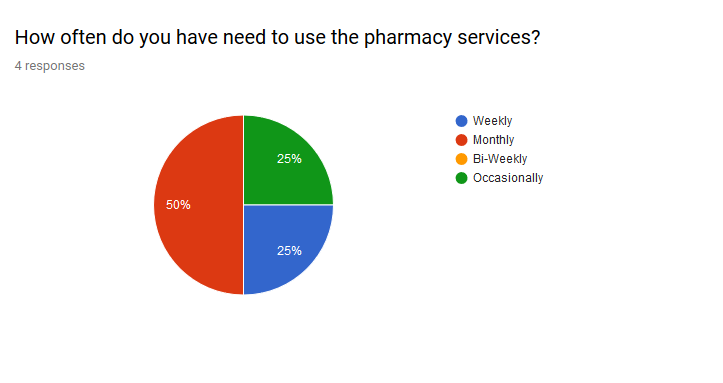 How often do you have need to use the pharmacy services?
4 responses
25%
50%
25%
Weekly
Monthly
Bi-Weekly
Occasionally